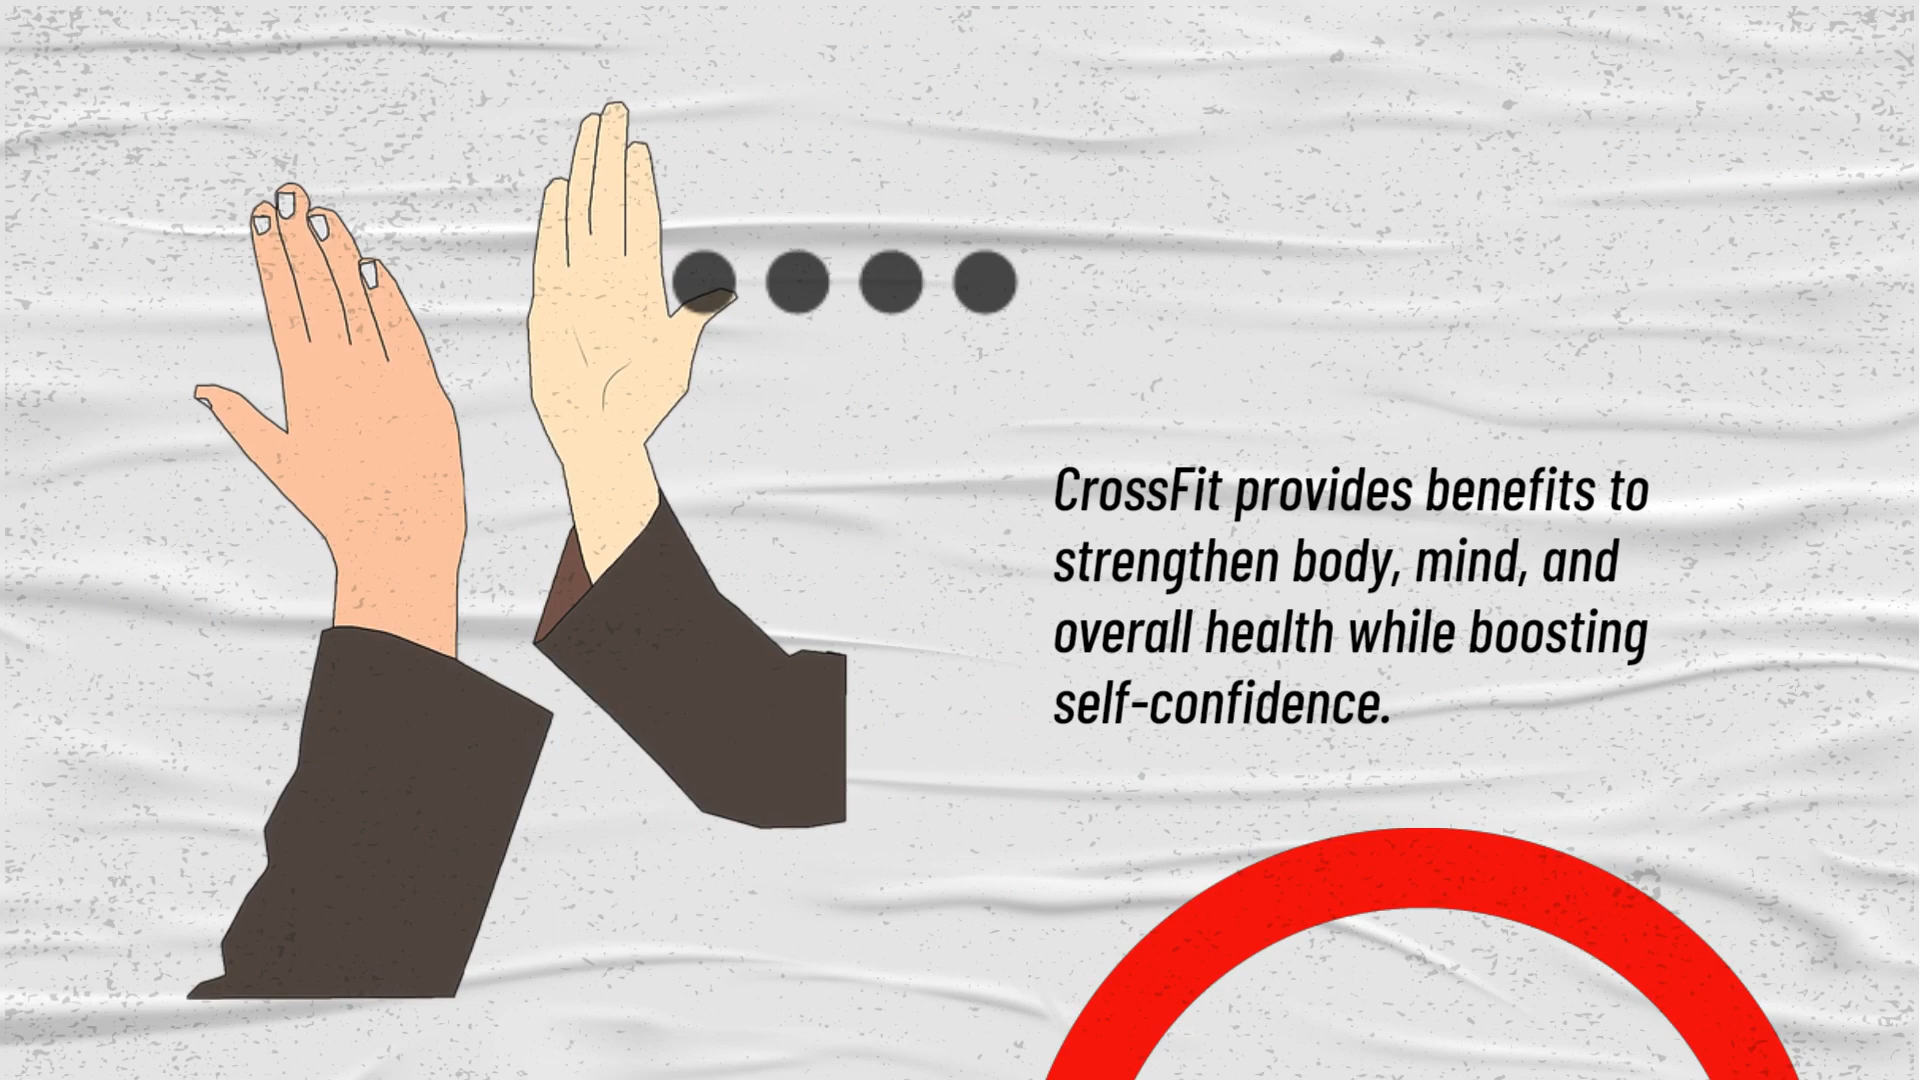 CrossFit provides benefits to
strengthen body, mind, and
overall health while boosting
self-confidence.